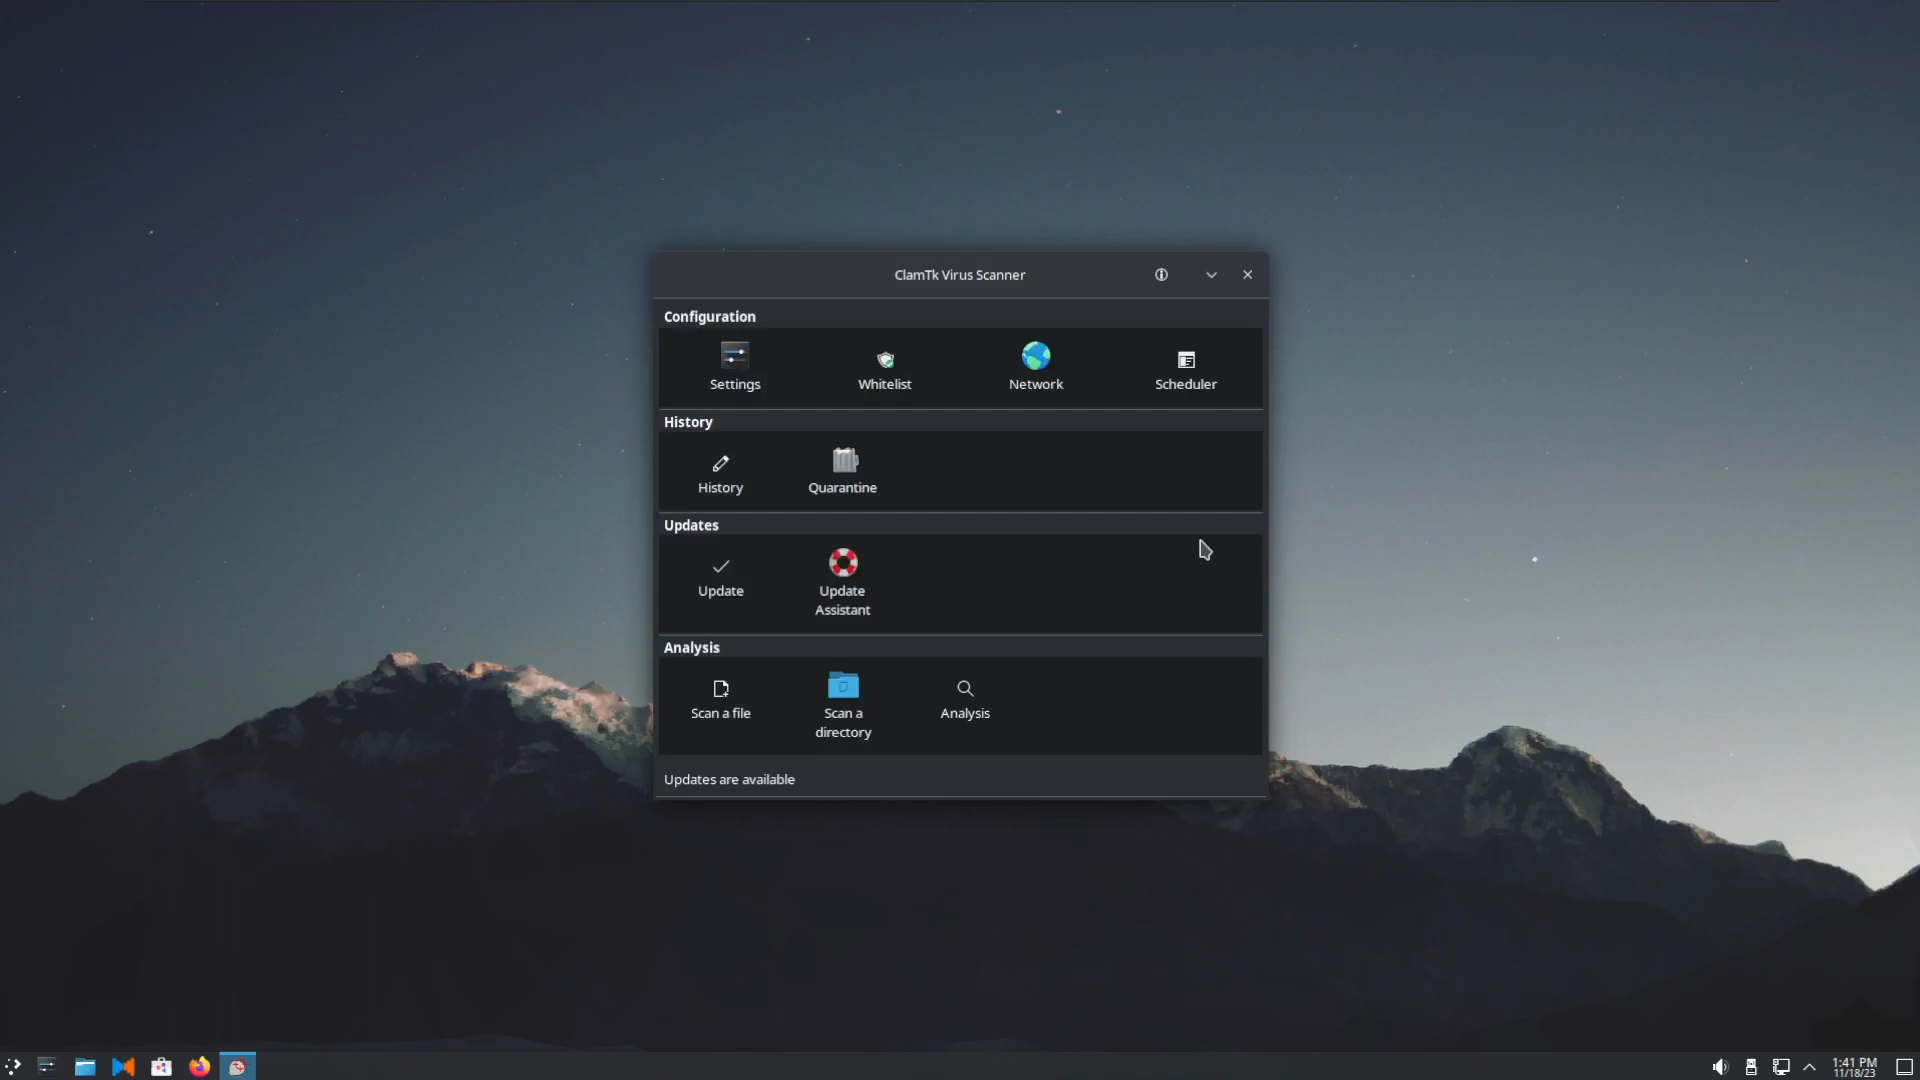 ClamTk Virus Scanner
Configuration
Settings
Whitelist
Network
Scheduler
History
History
Quarantine
Updates
Update
Update
Assistant
Analysis
Scan a file
Scan a
directory
Analysis
Updates are available
1:41 PM
11/18/23